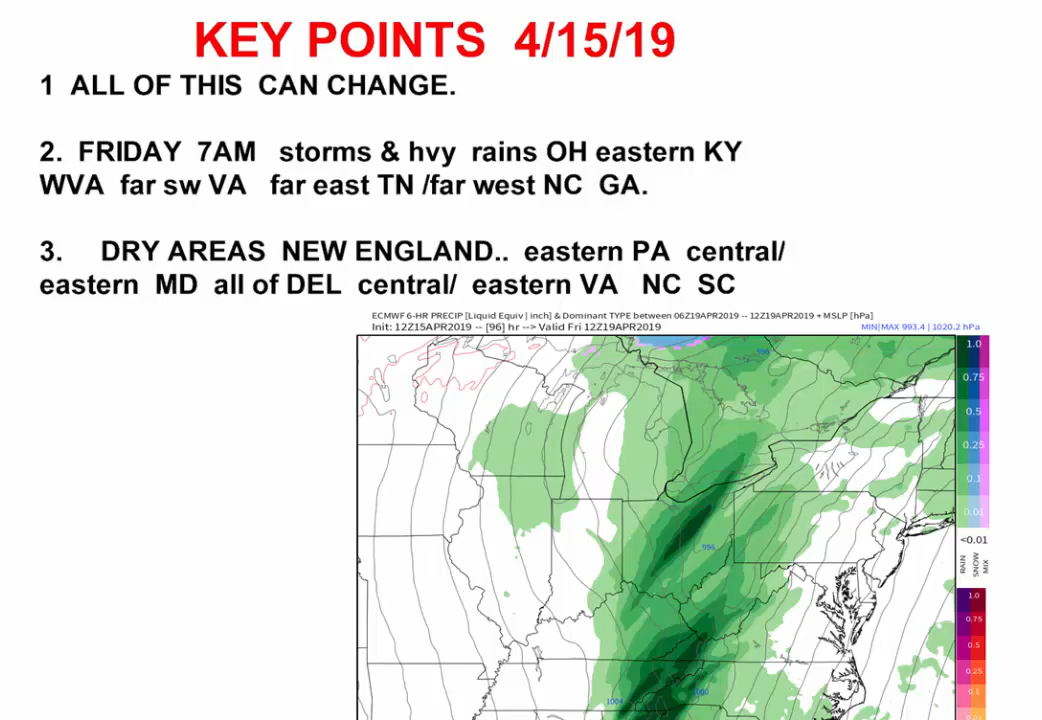 KEY POINTS 4/15/19
1 ALL OF THIS CAN CHANGE.
2. FRIDAY 7AM storms & hvy rains OH eastern KY
WVA far sw VA far east TN /far west NC GA.
3. DRY AREAS NEW ENGLAND.. eastern PA central/
eastern MD all of DEL central/ eastern VA NC SC
ECMWF 6-HR PRECIP [Liquid Equiv | inch] & Dominant TYPE between 06Z19APR2019 -- 12Z19APR2019 + MSLP [hPa]
Init: 12Z15APR2019 -- [96] hr --> Valid Fri 12Z19APR2019
MIN|MAX 993.4 | 1020.2 hPa
996
1.0
0.75
0.5
0.25
0.1
0.01
<0.01
996
RAIN
SNOW
MIX
1.0
0.75
0.5
0.25
0.1
1004
1000